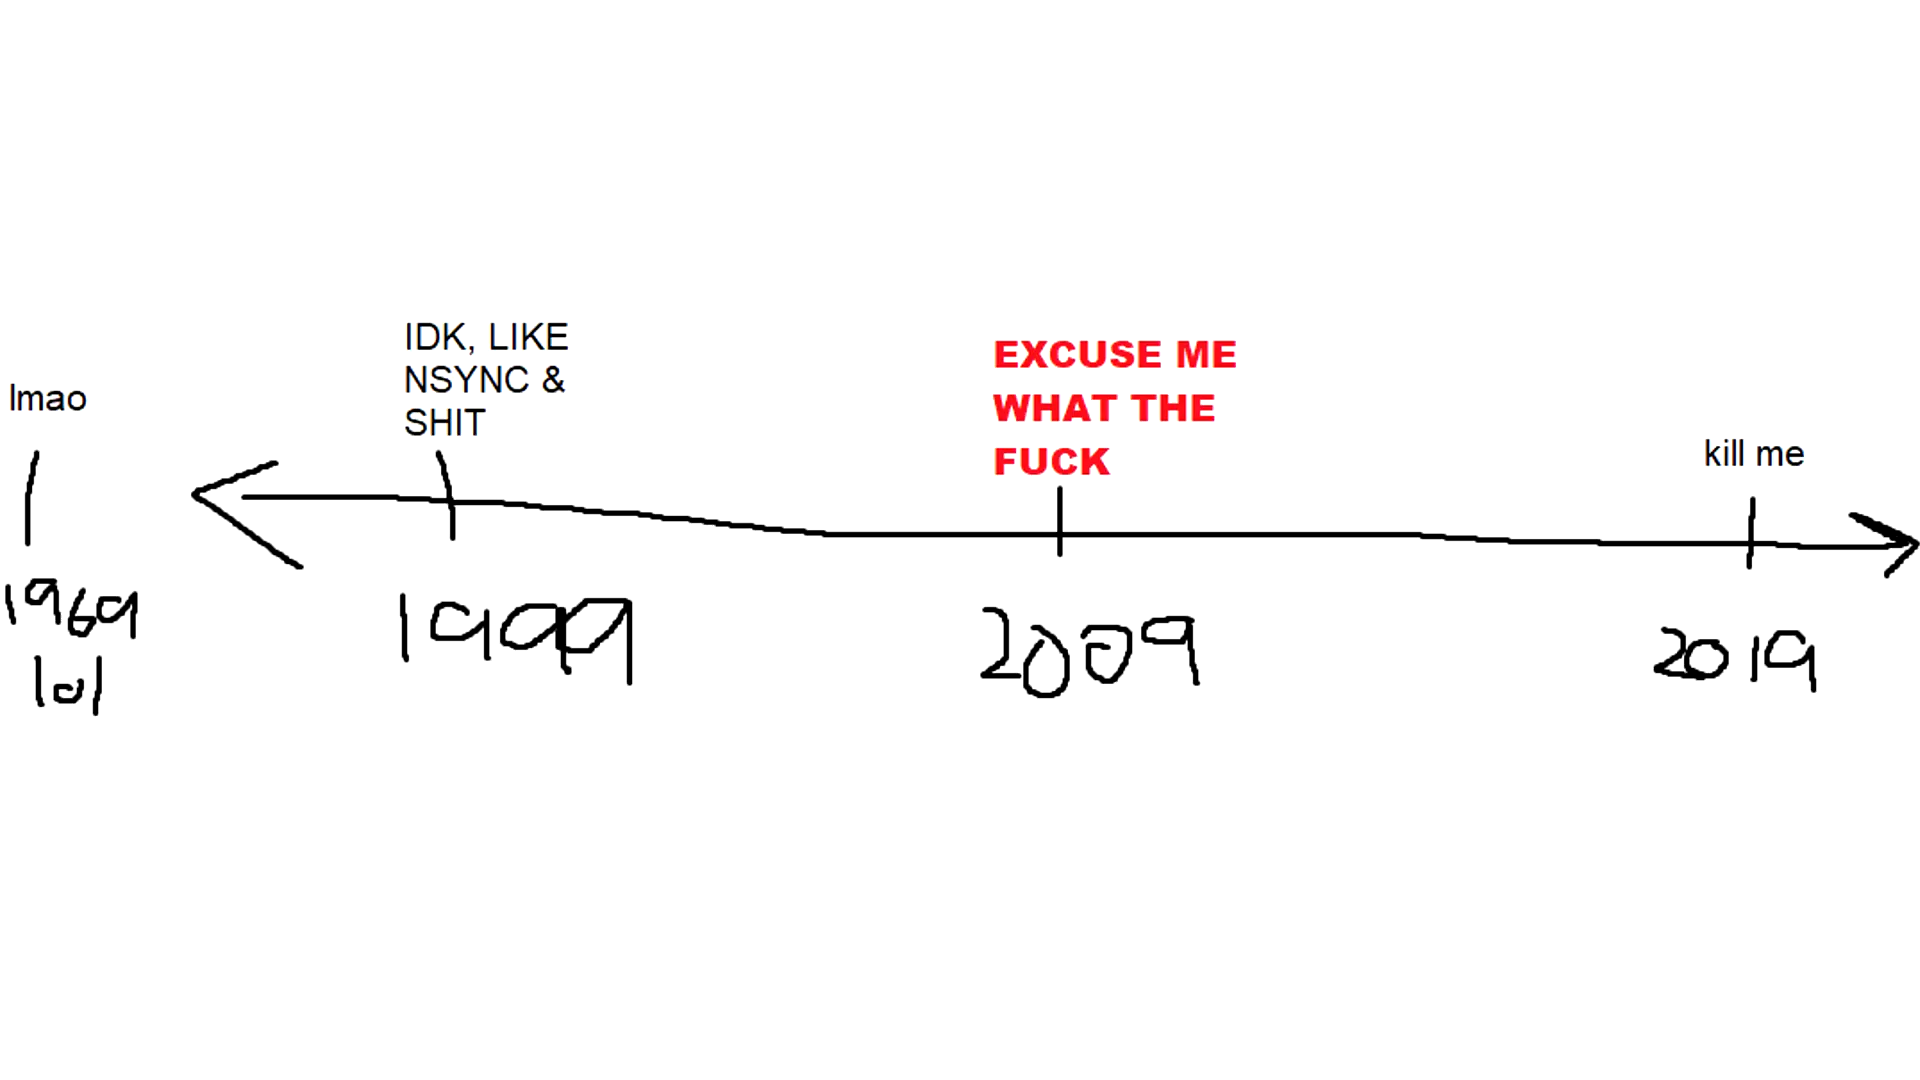 lmao
1969
lol
IDK, LIKE
NSYNC &
SHIT
1999
EXCUSE ME
WHAT THE
FUCK
2009
kill me
2019